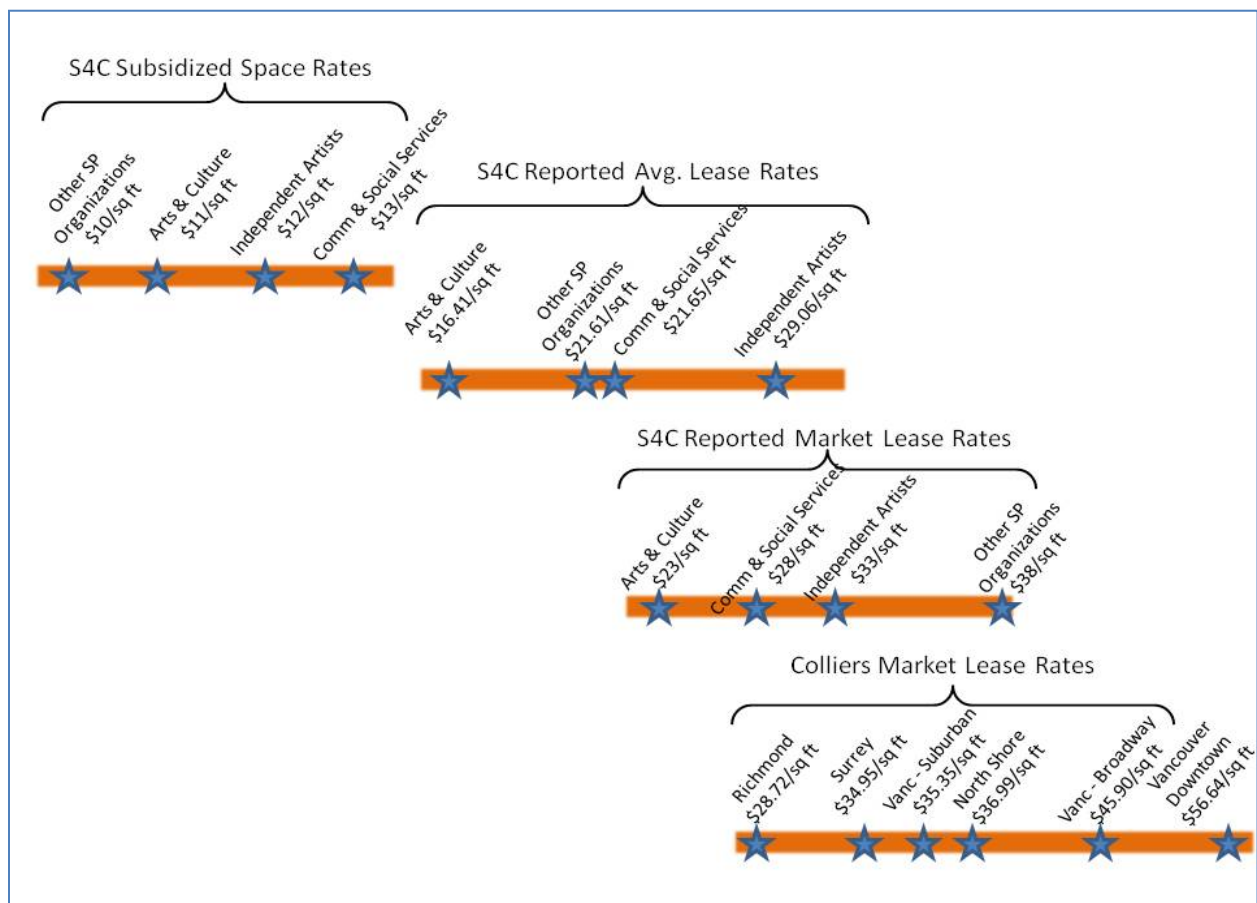 S4C Subsidized Space Rates
Other SP
Organizations
$10/sq ft
Arts & Culture
$11/sq ft
Independent Artists
$12/sq ft
Comm & Social Services
$13/sq ft
S4C Reported Avg. Lease Rates
Arts & Culture
$16.41/sq ft
Other SP
Organizations
$21.61/sq ft
Comm & Social Services
$21.65/sq ft
Independent Artists
$29.06/sq ft
S4C Reported Market Lease Rates
Arts & Culture
$23/sq ft
Comm & Social Services
$28/sq ft
Independent Artists
$33/sq ft
Other SP
Organizations
$38/sq ft
Colliers Market Lease Rates
Richmond
$28.72/sq ft
Surrey
$34.95/sq ft
Vanc - Suburban
$35.35/sq ft
North Shore
$36.99/sq ft
Vanc - Broadway
$45.90/sq ft
Vancouver
Downtown
$56.64/sq ft